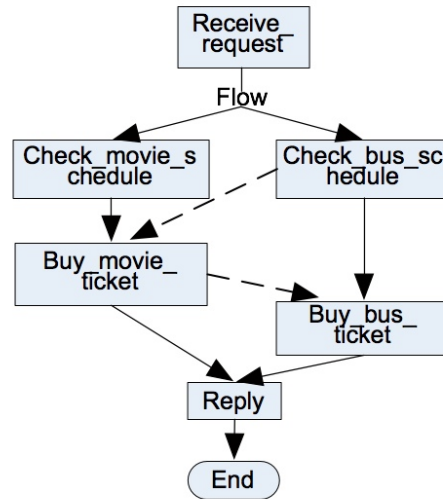 Receive_
request
Flow
Check_movie_s
chedule
Check_bus_sc
hedule
Buy_movie_
ticket
Buy_bus_
ticket
Reply
End